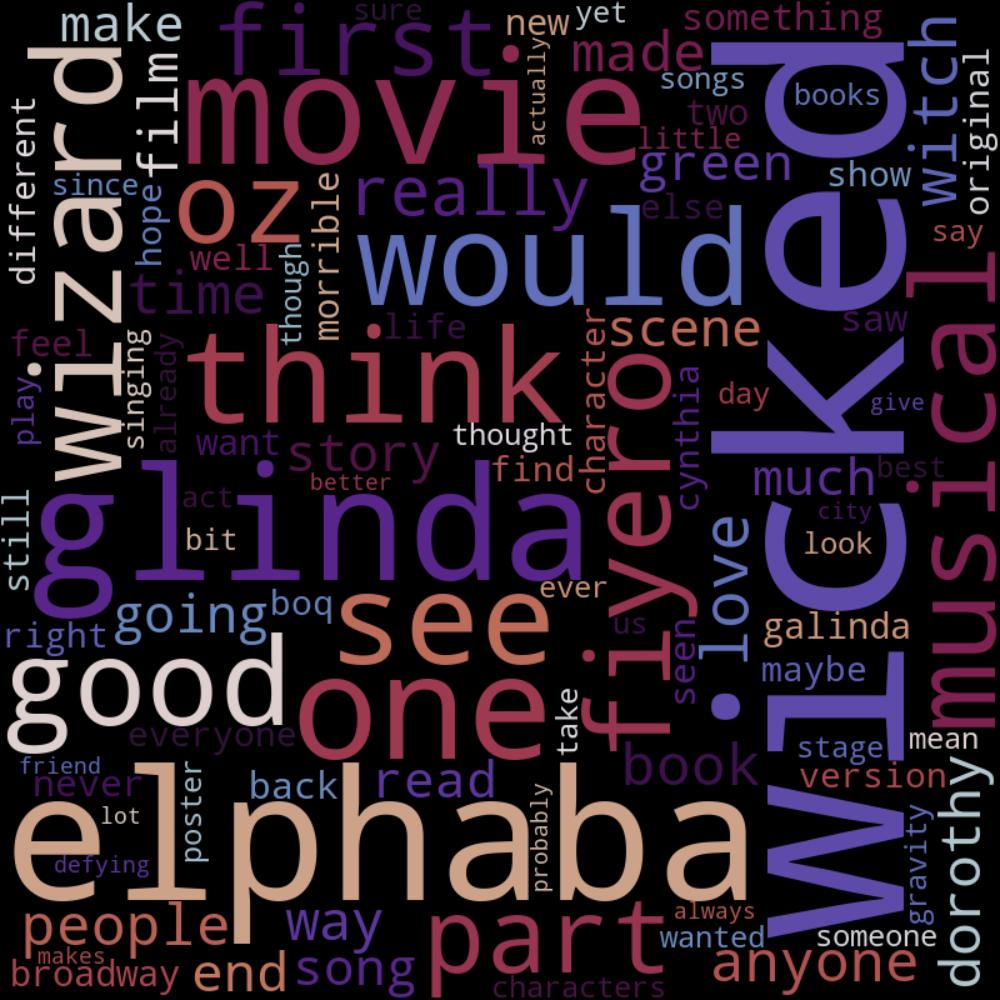 sure
new
yet
something
make
first
made
witch
wizard
film
movie
actually
songs
books
original
two
little
different
since
hope
oz
really
green
show
else
morrible
well
would
wicked
say
time
though
life
scene
saw
musical
feel
singing
already
think
character
fiyero
cynthia
day
give
play
want
story
thought
find
better
much
best
still
glinda
act
bit
city
look
love
ever
right
going
boq
see
us
seen
galinda
good
one
take
maybe
everyone
stage
mean
friend
never
poster
back
read
book
version
dorothy
lot
elphaba
probably
defying
gravity
people
way
part
always
wanted
someone
makes
broadway
end
song
characters
anyone